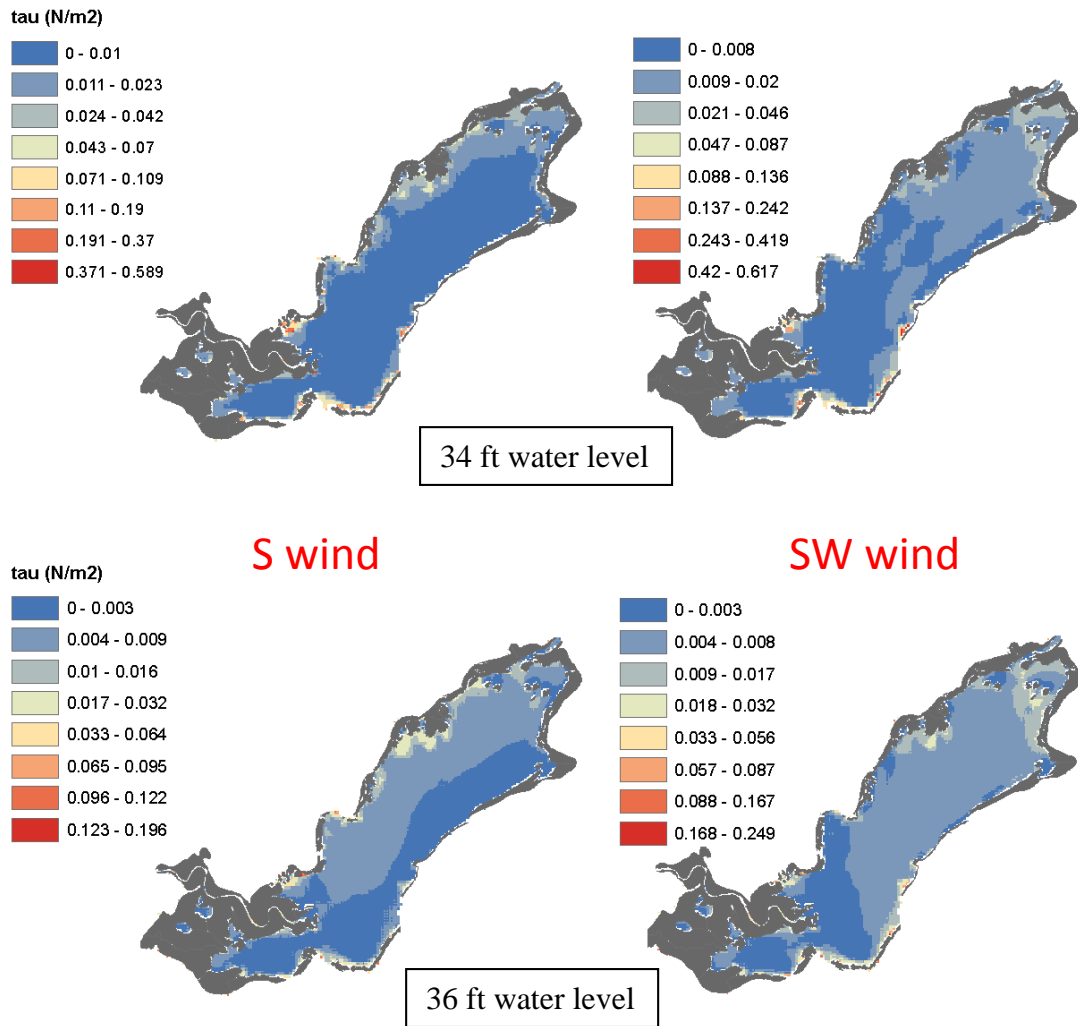 tau (N/m2)
0 - 0.01
0.011 - 0.023
0.024 - 0.042
0.043 - 0.07
0.071 - 0.109
0.11 - 0.19
0.191 - 0.37
0.371 - 0.589
0 - 0.008
0.009 - 0.02
0.021 - 0.046
0.047 - 0.087
0.088 - 0.136
0.137 - 0.242
0.243 - 0.419
0.42 - 0.617
34 ft water level
S wind
SW wind
tau (N/m2)
0 - 0.003
0.004 - 0.009
0.01 - 0.016
0.017 - 0.032
0.033 - 0.064
0.065 - 0.095
0.096 - 0.122
0.123 - 0.196
0 - 0.003
0.004 - 0.008
0.009 - 0.017
0.018 - 0.032
0.033 - 0.056
0.057 - 0.087
0.088 - 0.167
0.168 - 0.249
36 ft water level